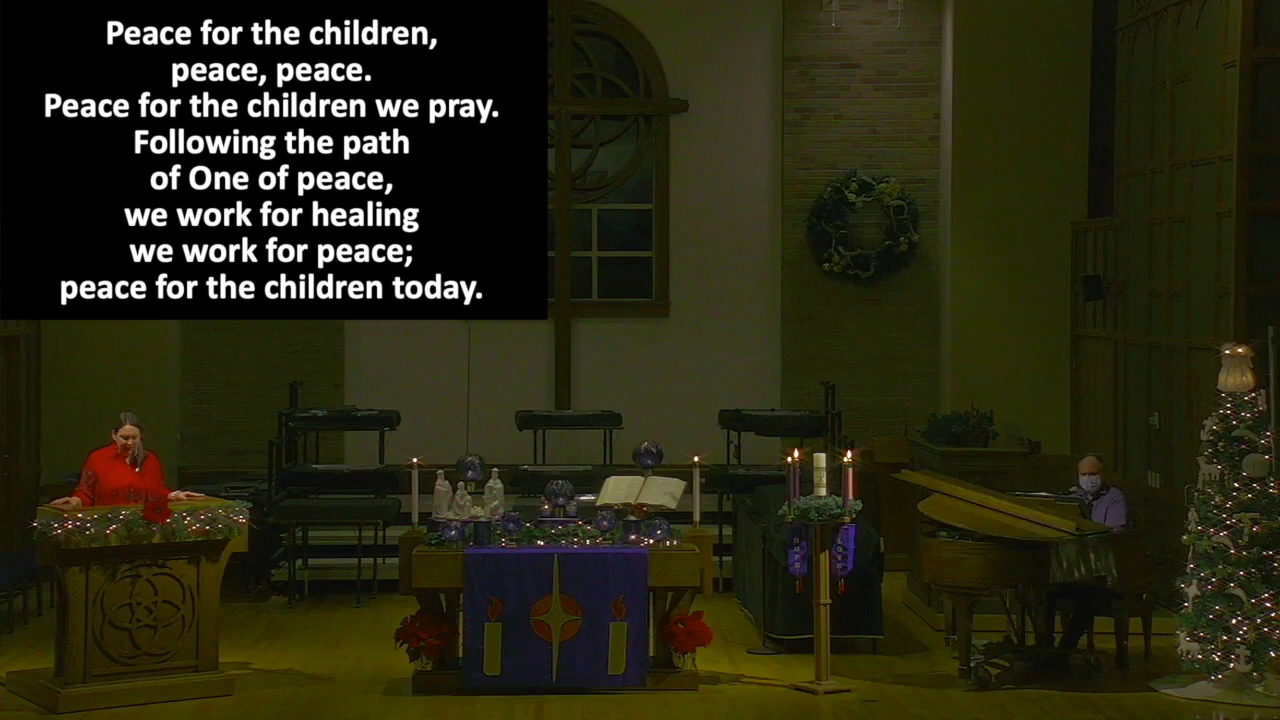 Peace for the children,
peace, peace.
Peace for the children we pray.
Following the path
of One of peace,
we work for healing
we work for peace;
peace for the children today.